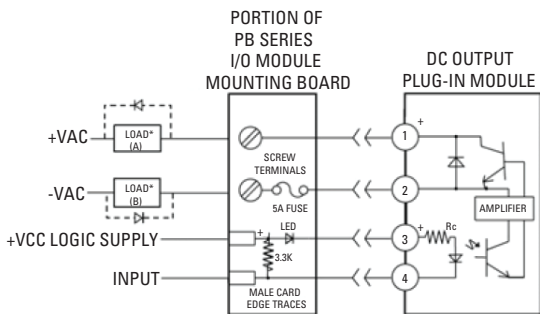 PORTION OF
PB SERIES
I/O MODULE
MOUNTING BOARD
DC OUTPUT
PLUG-IN MODULE
+VAC
LOAD*
(A)
SCREW
TERMINALS
+
1
-VAC
LOAD*
(B)
5A FUSE
2
AMPLIFIER
+VCC LOGIC SUPPLY
+
LED
3
+
Rc
3.3K
INPUT
4
MALE CARD
EDGE TRACES